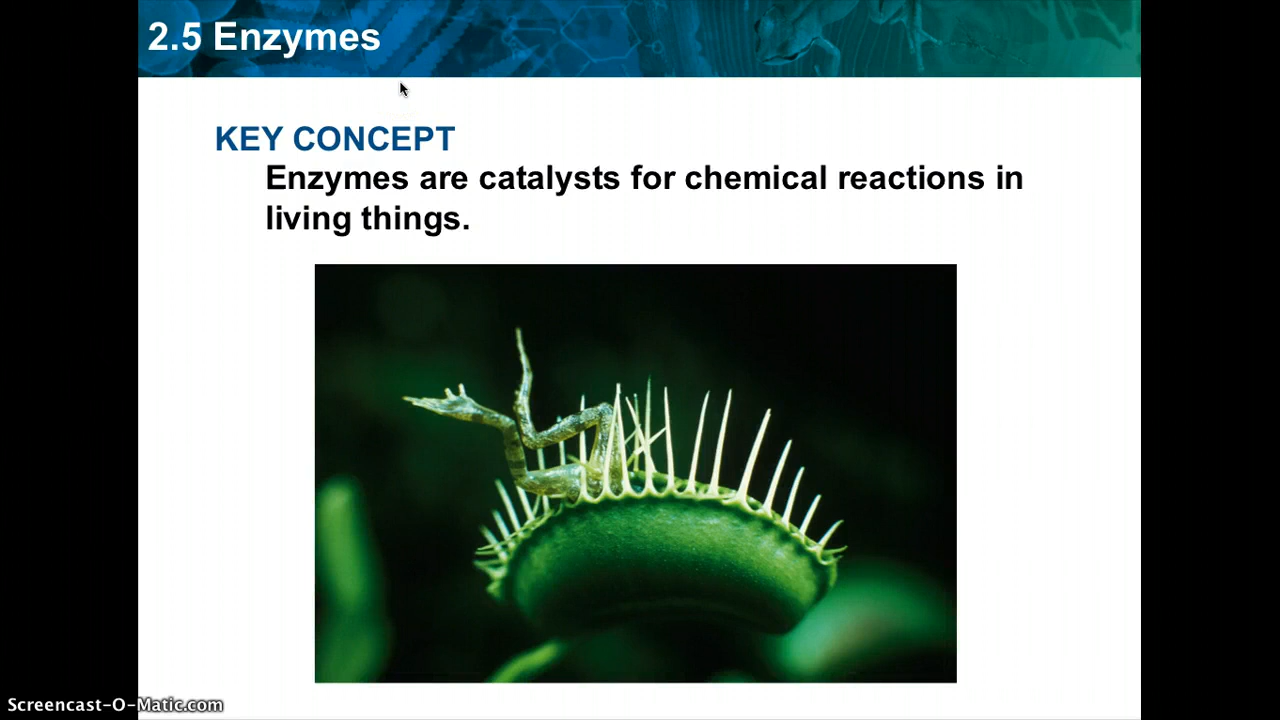 2.5 Enzymes
KEY CONCEPT
Enzymes are catalysts for chemical reactions in
living things.
Screencast-O-Matic.com